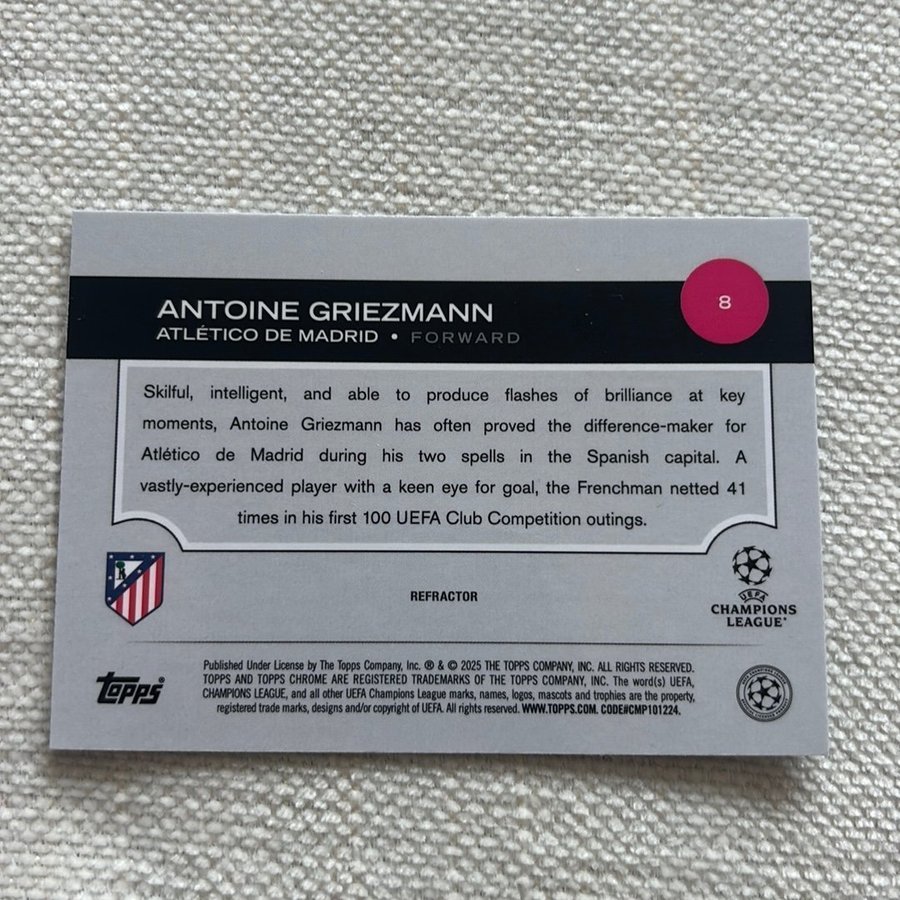 ANTOINE GRIEZMANN
ATLÉTICO DE MADRID • FORWARD
8
Skilful, intelligent, and able to produce flashes of brilliance at key
moments, Antoine Griezmann has often proved the difference-maker for
Atlético de Madrid during his two spells in the Spanish capital. A
vastly-experienced player with a keen eye for goal, the Frenchman netted 41
times in his first 100 UEFA Club Competition outings.
REFRACTOR
UEFA
CHAMPIONS
LEAGUE®
topps®
Published Under License by The Topps Company, Inc. ® & © 2025 THE TOPPS COMPANY, INC. ALL RIGHTS RESERVED.
TOPPS AND TOPPS CHROME ARE REGISTERED TRADEMARKS OF THE TOPPS COMPANY, INC. The word(s) UEFA,
CHAMPIONS LEAGUE, and all other UEFA Champions League marks, names, logos, mascots and trophies are the property,
registered trade marks, designs and/or copyright of UEFA. All rights reserved. WWW.TOPPS.COM. CODE#CMP101224.